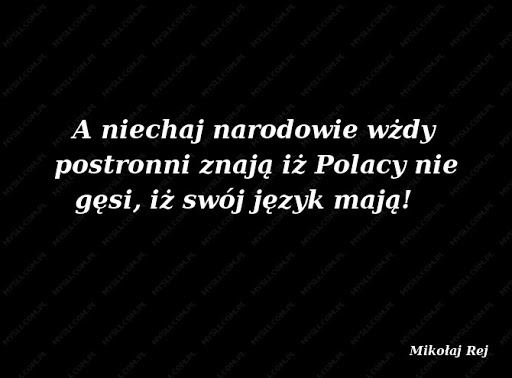 A niechaj narodowie wżdy
postronni znają iż Polacy nie
gęsi, iż swój język mają!
Mikołaj Rej